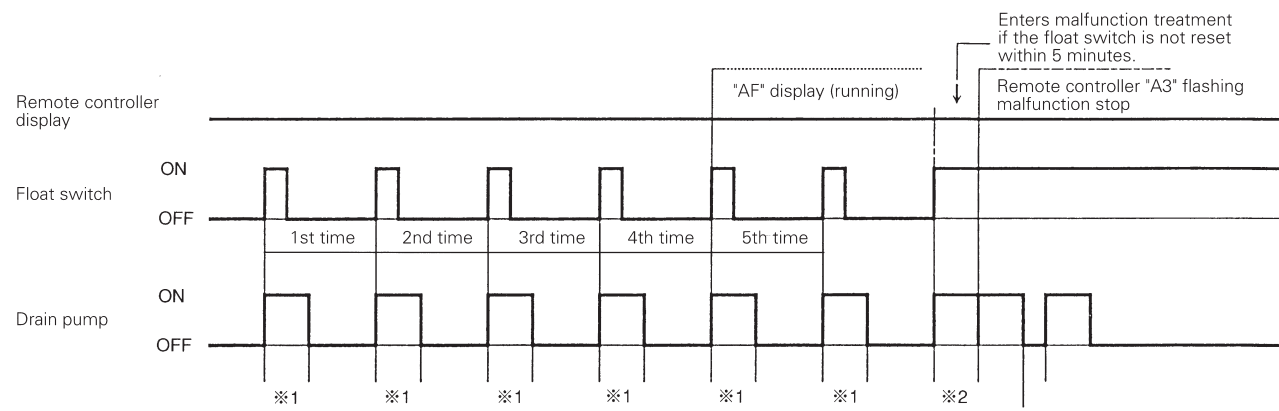 Enters malfunction treatment
if the float switch is not reset
within 5 minutes.
"AF" display (running)
Remote controller "A3" flashing
malfunction stop
Remote controller
display
ON
Float switch
OFF
1st time 2nd time 3rd time 4th time 5th time
ON
Drain pump
OFF
※1 ※1 ※1 ※1 ※1 ※1 ※2